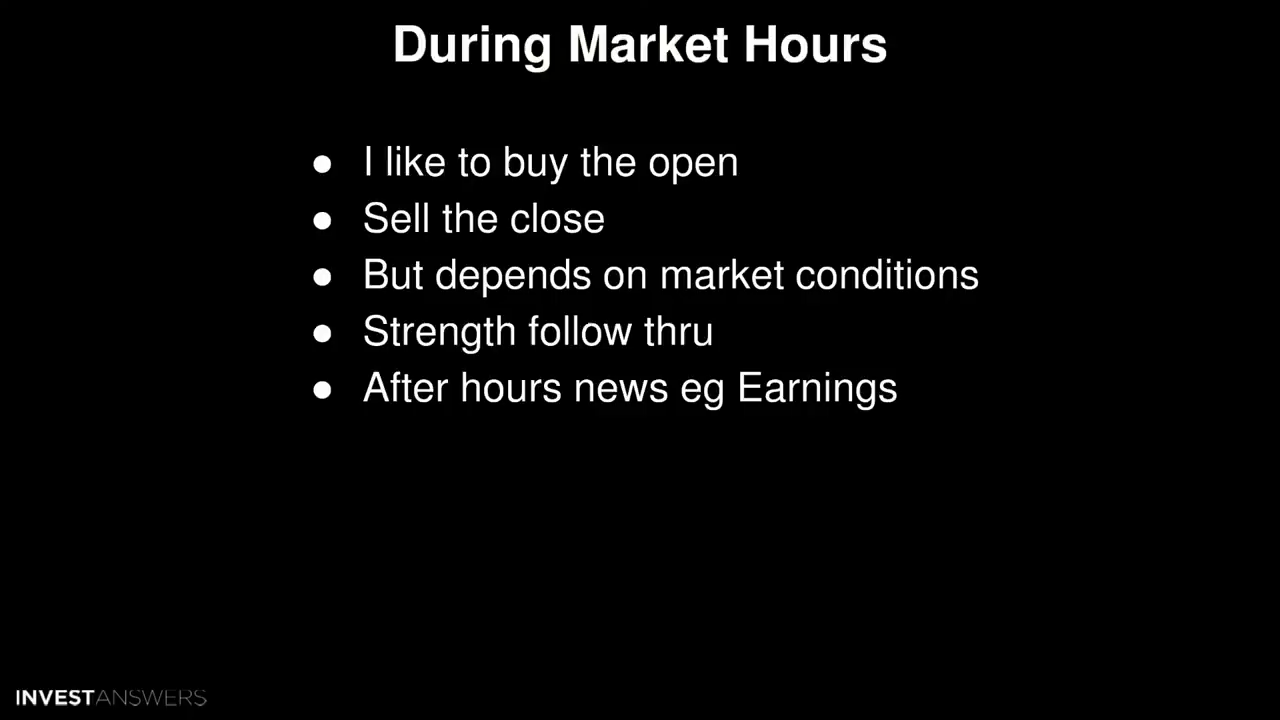 During Market Hours
● I like to buy the open
● Sell the close
● But depends on market conditions
● Strength follow thru
● After hours news eg Earnings
INVESTANSWERS